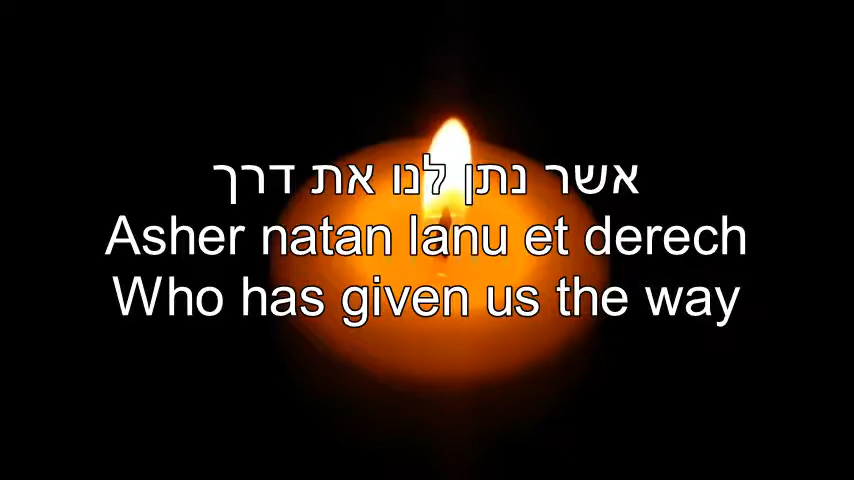 אשר נתן לנו את דרך
Asher natan lanu et derech
Who has given us the way